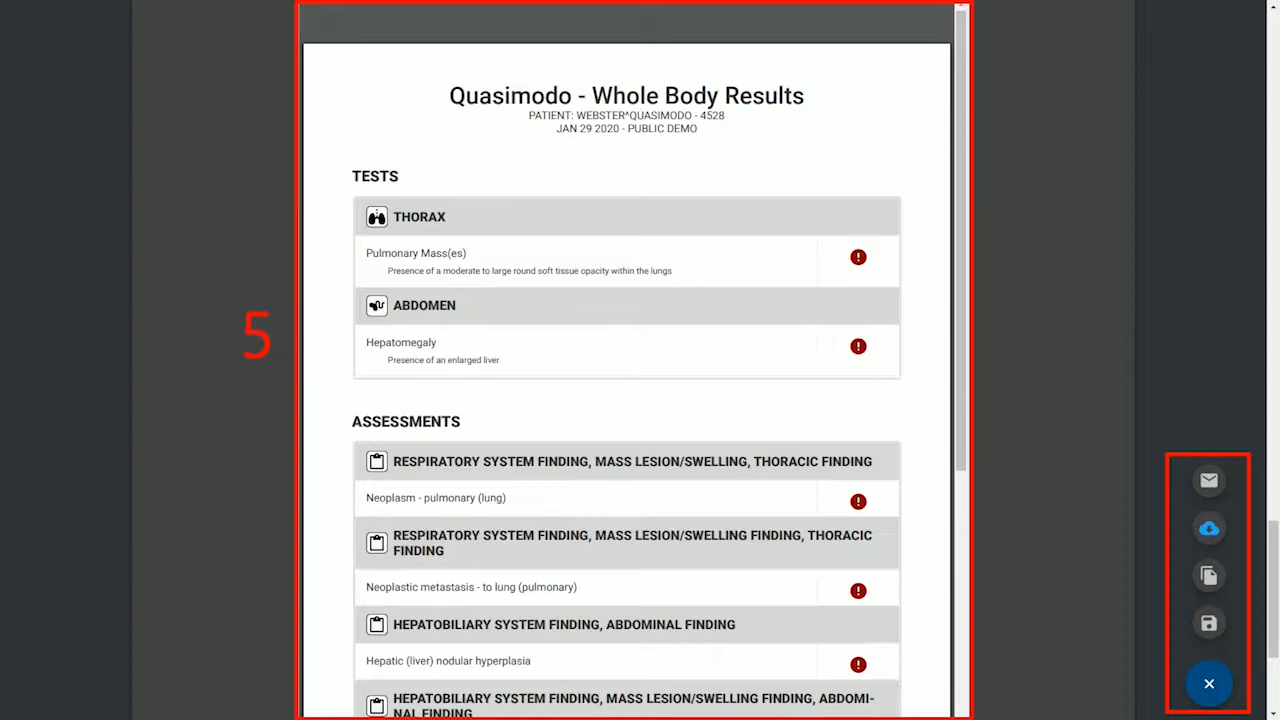 Quasimodo - Whole Body Results
PATIENT: WEBSTER^QUASIMODO - 4528
JAN 29 2020 - PUBLIC DEMO
TESTS
THORAX
Pulmonary Mass(es)
Presence of a moderate to large round soft tissue opacity within the lungs
ABDOMEN
5
Hepatomegaly
Presence of an enlarged liver
ASSESSMENTS
RESPIRATORY SYSTEM FINDING, MASS LESION/SWELLING, THORACIC FINDING
Neoplasm - pulmonary (lung)
RESPIRATORY SYSTEM FINDING, MASS LESION/SWELLING FINDING, THORACIC
FINDING
Neoplastic metastasis - to lung (pulmonary)
HEPATOBILIARY SYSTEM FINDING, ABDOMINAL FINDING
Hepatic (liver) nodular hyperplasia
HEPATOBILIARY SYSTEM FINDING, MASS LESION/SWELLING FINDING, ABDOMI-
NAL FINDING